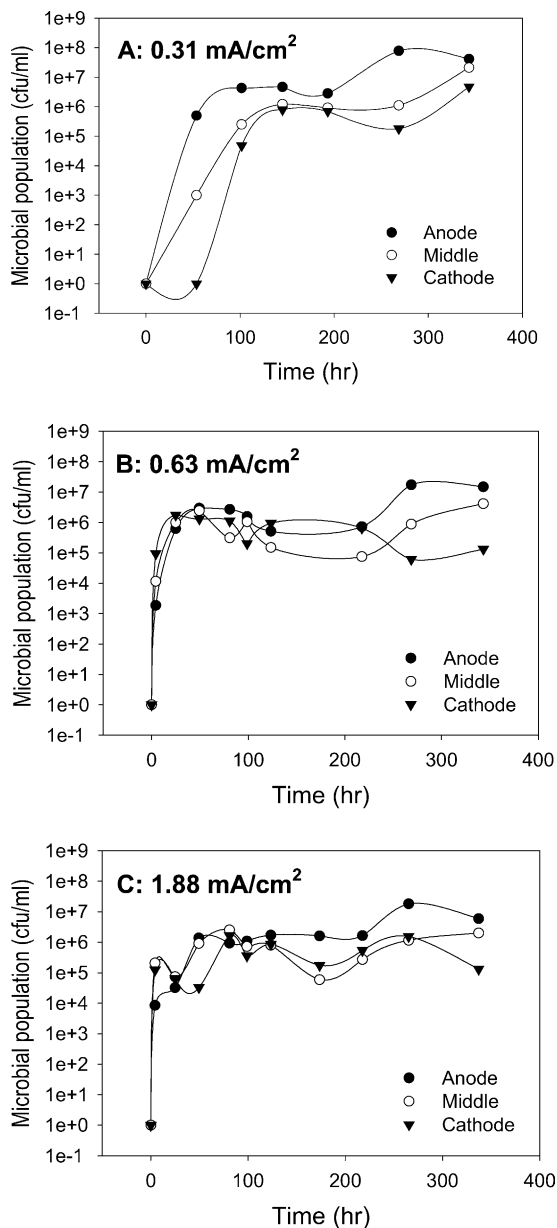 1e+9
1e+8
1e+7
1e+6
1e+5
1e+4
1e+3
1e+2
1e+1
1e+0
1e-1
Microbial population (cfu/ml)
A: 0.31 mA/cm²
Anode
Middle
Cathode
0 100 200 300 400
Time (hr)
1e+9
1e+8
1e+7
1e+6
1e+5
1e+4
1e+3
1e+2
1e+1
1e+0
1e-1
Microbial population (cfu/ml)
B: 0.63 mA/cm²
Anode
Middle
Cathode
0 100 200 300 400
Time (hr)
1e+9
1e+8
1e+7
1e+6
1e+5
1e+4
1e+3
1e+2
1e+1
1e+0
1e-1
Microbial population (cfu/ml)
C: 1.88 mA/cm²
Anode
Middle
Cathode
0 100 200 300 400
Time (hr)